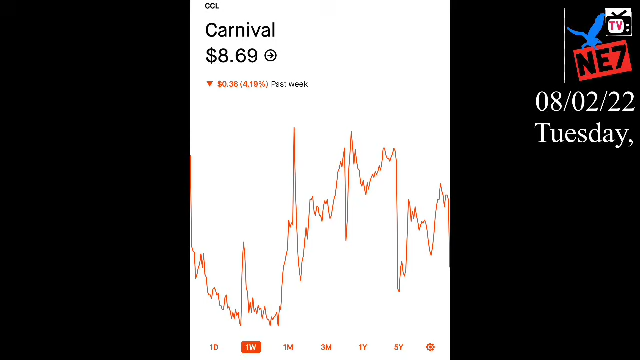 CCL
Carnival
$8.69
$0.38 (4.19%) Past week
1D 1W 1M 3M 1Y 5Y
TV
NE7
08/02/22
Tuesday,